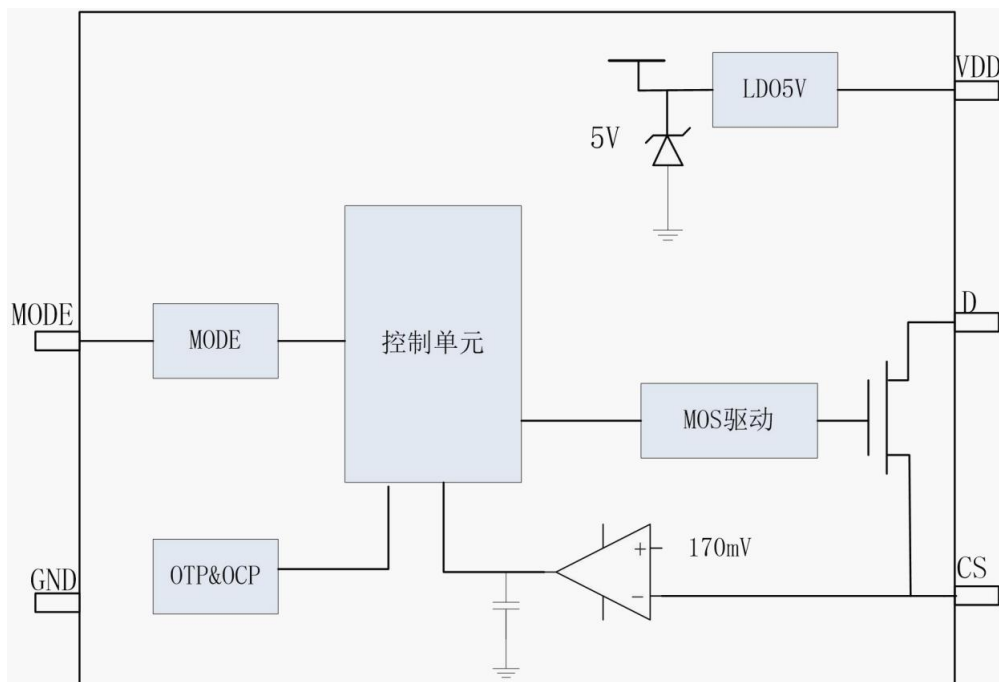 VDD
LDO5V
5V
D
MODE
MODE
控制单元
MOS驱动
+
170mV
CS
GND
OTP&OCP
−